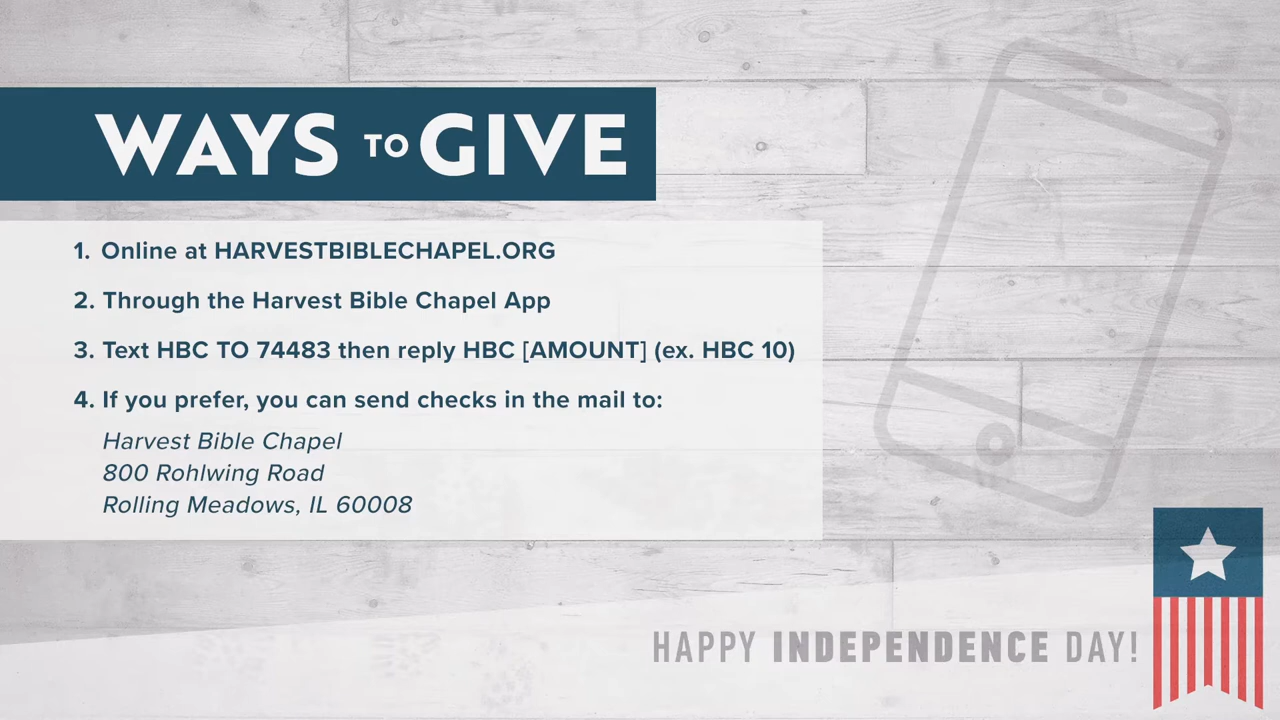 WAYS TO GIVE
1. Online at HARVESTBIBLECHAPEL.ORG
2. Through the Harvest Bible Chapel App
3. Text HBC TO 74483 then reply HBC [AMOUNT] (ex. HBC 10)
4. If you prefer, you can send checks in the mail to:
Harvest Bible Chapel
800 Rohlwing Road
Rolling Meadows, IL 60008
HAPPY INDEPENDENCE DAY!